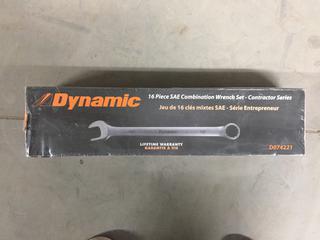 Dynamic
16 Piece SAE Combination Wrench Set - Contractor Series
Jeu de 16 clés mixtes SAE - Série Entrepreneur
Dynamic
LIFETIME WARRANTY
GARANTIE À VIE
D074221